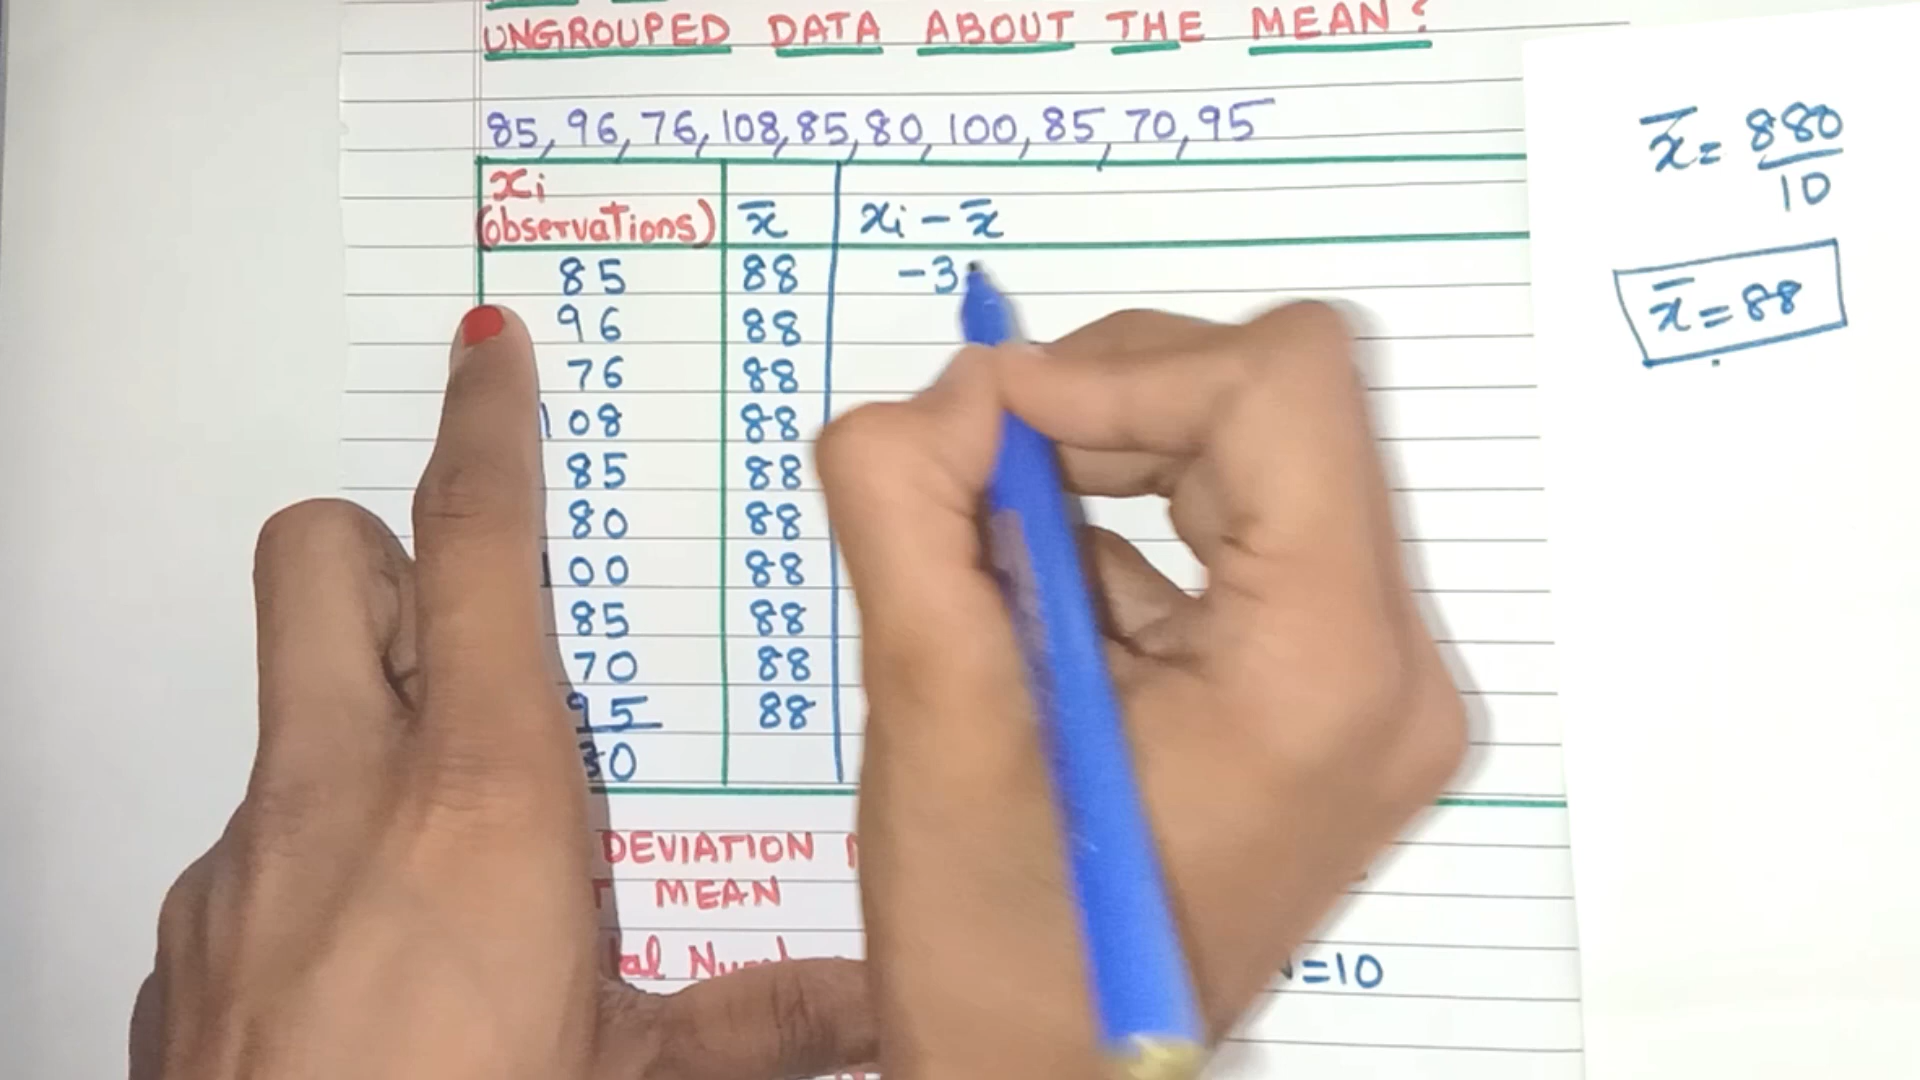 UNGROUPED DATA ABOUT THE MEAN?
85, 96, 76, 108, 85, 80, 100, 85, 70, 95
xi (observations) x̄ xi - x̄
85 88 -3
96 88
76 88
108 88
85 88
80 88
100 88
85 88
70 88
95 88
DEVIATION
MEAN
=10
x̄ = 880/10
x̄ = 88